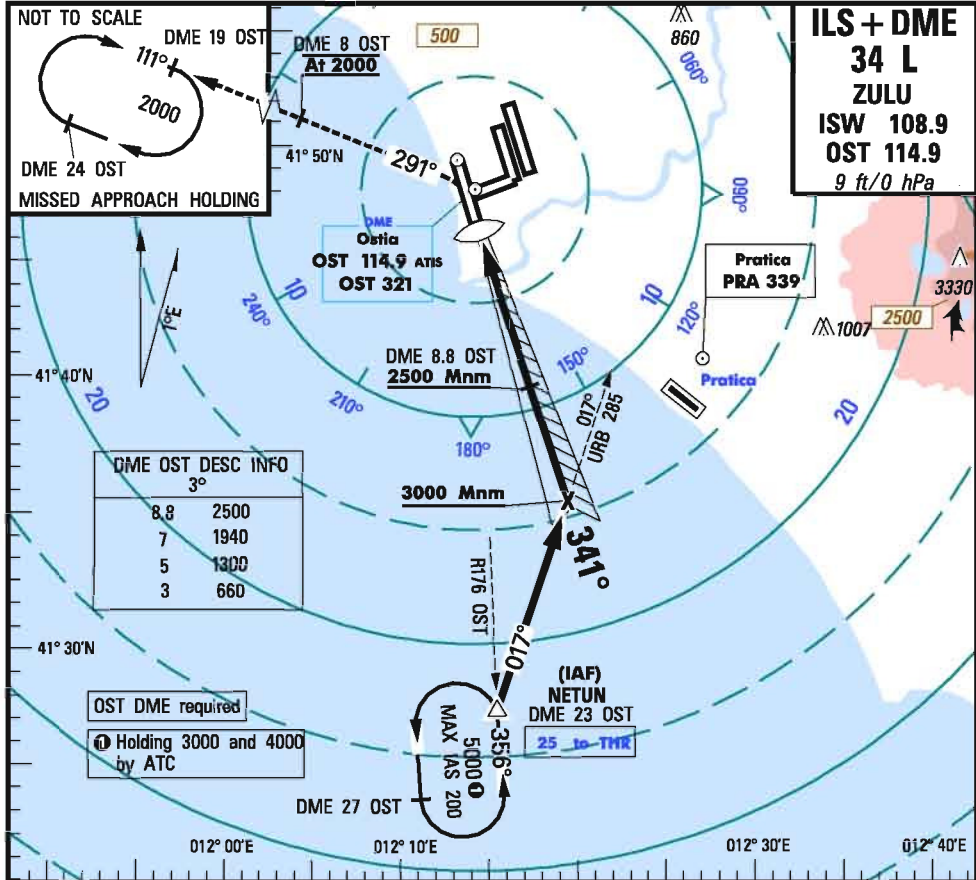 NOT TO SCALE
DME 19 OST
111°
2000
DME 24 OST
MISSED APPROACH HOLDING
DME 8 OST
At 2000
500
860
060°
ILS + DME
34 L
ZULU
ISW 108.9
OST 114.9
9 ft/0 hPa
41° 50'N
291°
090°
DME
Ostia
OST 114.9 ATIS
OST 321
Pratica
PRA 339
3330
2500
1007
1°E
240°
10
10
120°
DME 8.8 OST
2500 Mnm
150°
Pratica
41° 40'N
20
210°
180°
017°
URB 285
20
DME OST DESC INFO
3°
8.8 2500
7 1940
5 1300
3 660
3000 Mnm
341°
R176 OST
41° 30'N
017°
(IAF)
NETUN
DME 23 OST
25 to THR
OST DME required
1 Holding 3000 and 4000
by ATC
356°
5000 1
MAX IAS 200
DME 27 OST
012° 00'E
012° 10'E
012° 30'E
012° 40'E